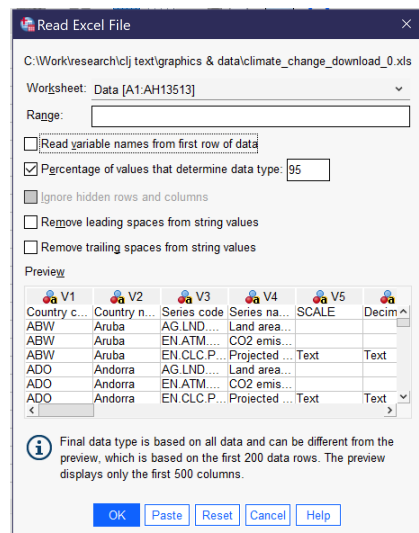 Read Excel File
C:\Work\research\clj text\graphics & data\climate_change_download_0.xls
Worksheet: Data [A1:AH13513]
Range:
Read variable names from first row of data
Percentage of values that determine data type: 95
Ignore hidden rows and columns
Remove leading spaces from string values
Remove trailing spaces from string values
Preview
V1 V2 V3 V4 V5
Country c... Country n... Series code Series na... SCALE Decim
ABW Aruba AG.LND.... Land area...
ABW Aruba EN.ATM.... CO2 emis...
ABW Aruba EN.CLC.P... Projected ... Text Text
ADO Andorra AG.LND.... Land area...
ADO Andorra EN.ATM.... CO2 emis...
ADO Andorra EN.CLC.P... Projected ... Text Text
Final data type is based on all data and can be different from the
preview, which is based on the first 200 data rows. The preview
displays only the first 500 columns.
OK Paste Reset Cancel Help